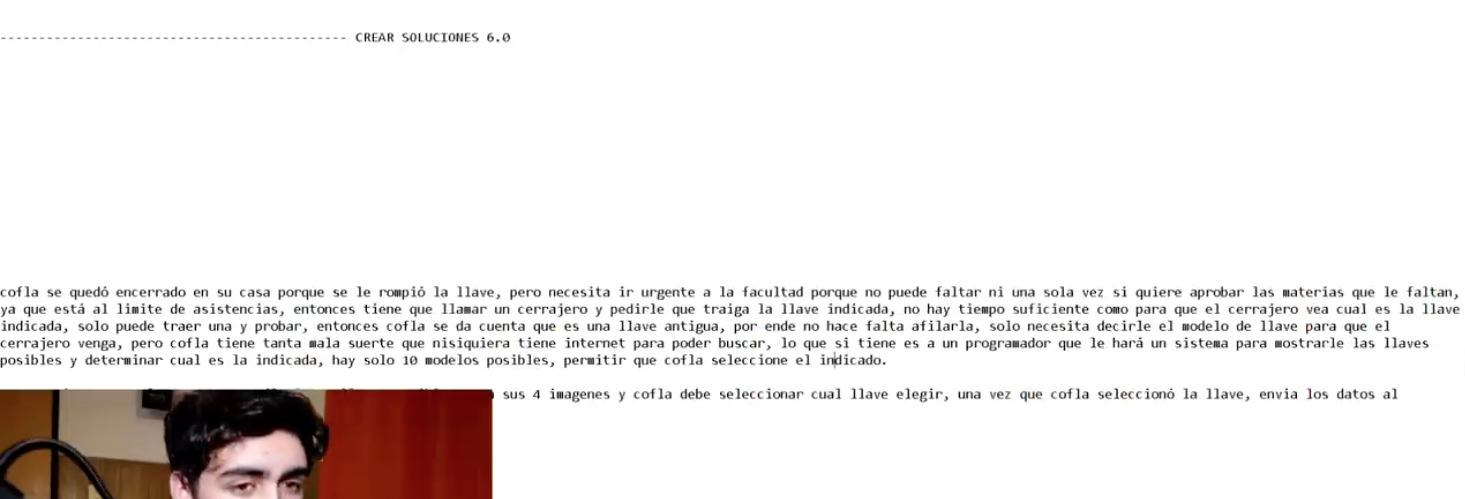 ------------------------------------------- CREAR SOLUCIONES 6.0
cofla se quedó encerrado en su casa porque se le rompió la llave, pero necesita ir urgente a la facultad porque no puede faltar ni una sola vez si quiere aprobar las materias que le faltan,
ya que está al limite de asistencias, entonces tiene que llamar un cerrajero y pedirle que traiga la llave indicada, no hay tiempo suficiente como para que el cerrajero vea cual es la llave
indicada, solo puede traer una y probar, entonces cofla se da cuenta que es una llave antigua, por ende no hace falta afilarla, solo necesita decirle el modelo de llave para que el
cerrajero venga, pero cofla tiene tanta mala suerte que nisiquiera tiene internet para poder buscar, lo que si tiene es a un programador que le hará un sistema para mostrarle las llaves
posibles y determinar cual es la indicada, hay solo 10 modelos posibles, permitir que cofla seleccione el indicado.
sus 4 imagenes y cofla debe seleccionar cual llave elegir, una vez que cofla seleccionó la llave, envia los datos al